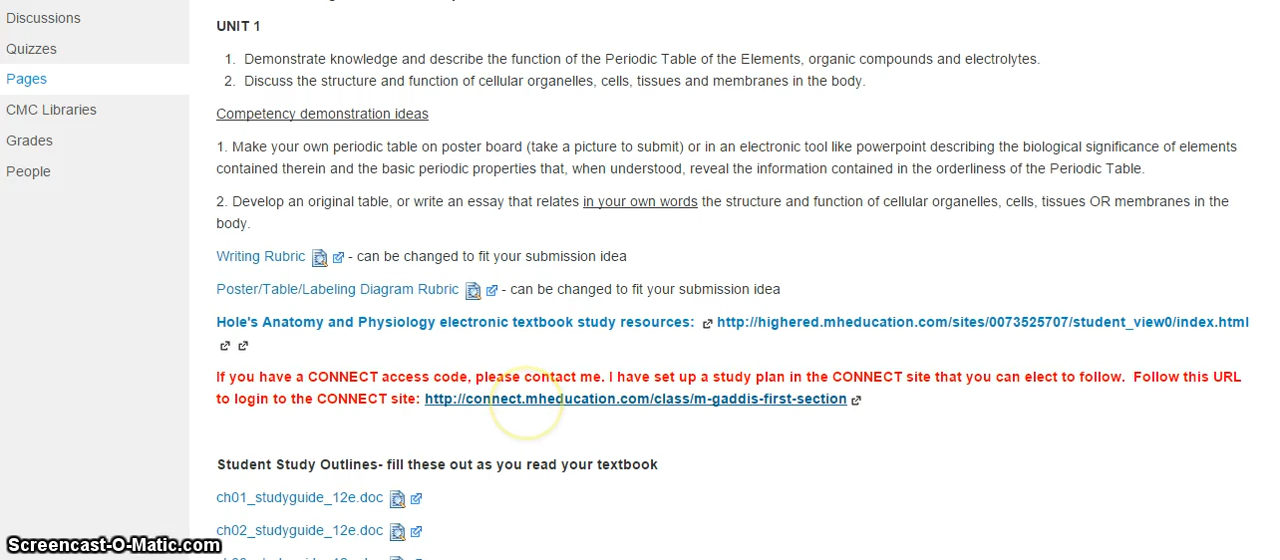 Discussions
Quizzes
Pages
CMC Libraries
Grades
People
UNIT 1
1. Demonstrate knowledge and describe the function of the Periodic Table of the Elements, organic compounds and electrolytes.
2. Discuss the structure and function of cellular organelles, cells, tissues and membranes in the body.
Competency demonstration ideas
1. Make your own periodic table on poster board (take a picture to submit) or in an electronic tool like powerpoint describing the biological significance of elements
contained therein and the basic periodic properties that, when understood, reveal the information contained in the orderliness of the Periodic Table.
2. Develop an original table, or write an essay that relates in your own words the structure and function of cellular organelles, cells, tissues OR membranes in the
body.
Writing Rubric - can be changed to fit your submission idea
Poster/Table/Labeling Diagram Rubric - can be changed to fit your submission idea
Hole's Anatomy and Physiology electronic textbook study resources: http://highered.mheducation.com/sites/0073525707/student_view0/index.html
If you have a CONNECT access code, please contact me. I have set up a study plan in the CONNECT site that you can elect to follow. Follow this URL
to login to the CONNECT site: http://connect.mheducation.com/class/m-gaddis-first-section
Student Study Outlines- fill these out as you read your textbook
ch01_studyguide_12e.doc
ch02_studyguide_12e.doc
Screencast-O-Matic.com